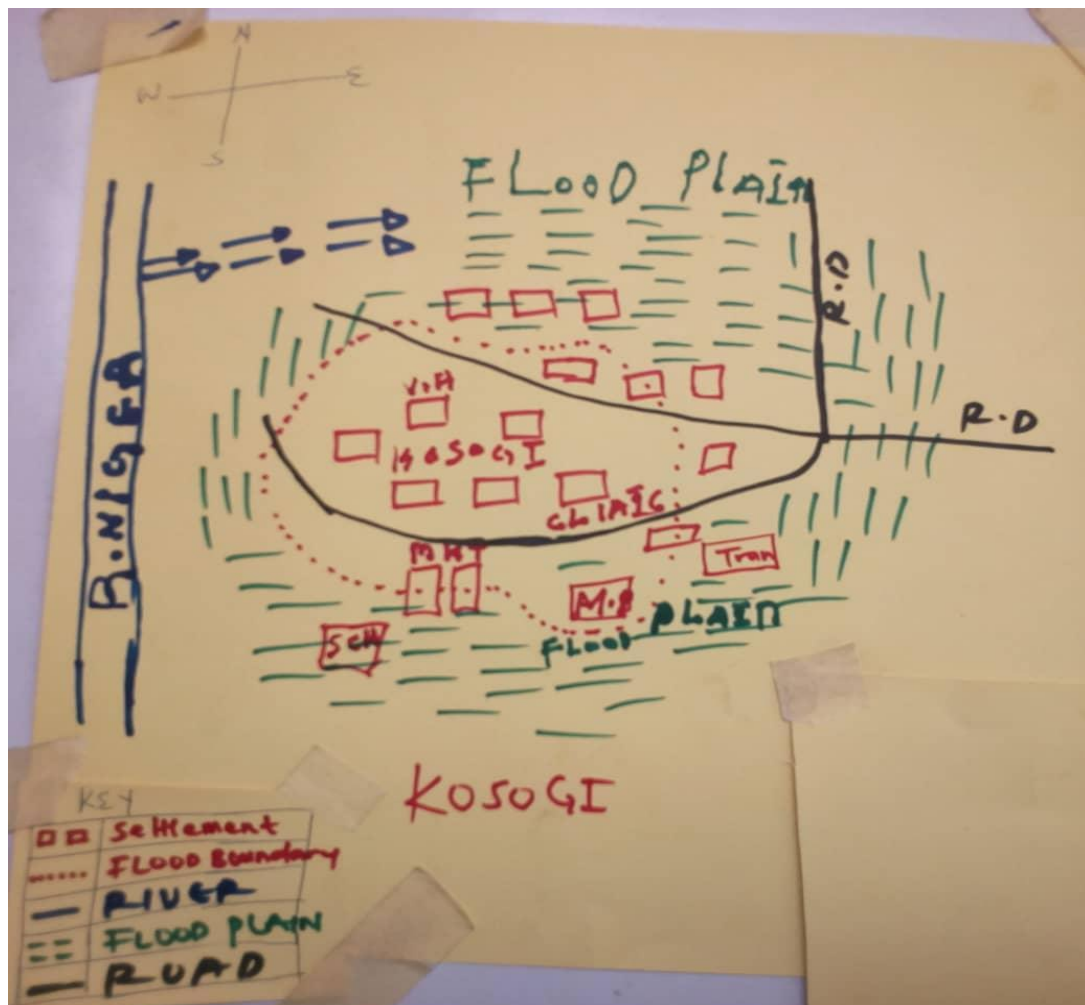 N
W E
S
FLOOD PLAIN
R.D
R.NIGER
R.D
V.H
KOSOGI
CLINIC
MKT
Tran
M.P
SCH
FLOOD PLAIN
KOSOGI
KEY
Settlement
FLOOD Boundary
RIVER
FLOOD PLAIN
ROAD